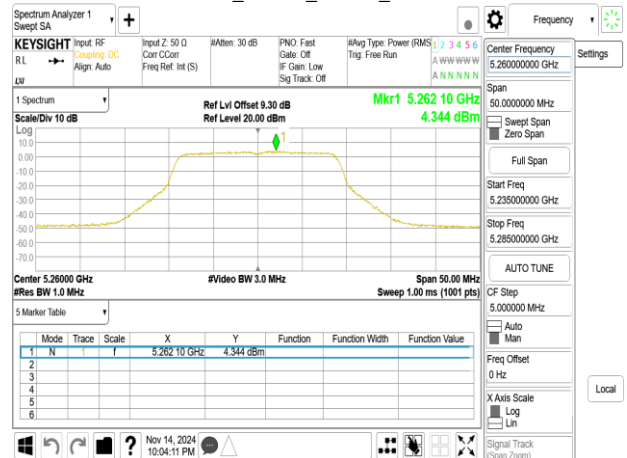 Spectrum Analyzer 1
Swept SA
Frequency
KEYSIGHT
Input: RF
Coupling: DC
Align: Auto
Input Z: 50 Ω
Corr CCorr
Freq Ref: Int (S)
#Atten: 30 dB
PNO: Fast
Gate: Off
IF Gain: Low
Sig Track: Off
#Avg Type: Power (RMS
Trig: Free Run
1 2 3 4 5 6
A W W W W W
A N N N N N
RL
LXI
Center Frequency
5.260000000 GHz
Settings
Span
50.0000000 MHz
Swept Span
Zero Span
Full Span
Start Freq
5.235000000 GHz
Stop Freq
5.285000000 GHz
AUTO TUNE
CF Step
5.000000 MHz
Auto
Man
Freq Offset
0 Hz
X Axis Scale
Log
Lin
Signal Track
(Span Zoom)
Local
1 Spectrum
Scale/Div 10 dB
Ref Lvl Offset 9.30 dB
Ref Level 20.00 dBm
Mkr1 5.262 10 GHz
4.344 dBm
Log
1
10.0
0.00
-10.0
-20.0
-30.0
-40.0
-50.0
-60.0
-70.0
Center 5.26000 GHz
#Video BW 3.0 MHz
Span 50.00 MHz
#Res BW 1.0 MHz
Sweep 1.00 ms (1001 pts)
5 Marker Table
Mode Trace Scale X Y Function Function Width Function Value
1 N 1 f 5.262 10 GHz 4.344 dBm
2
3
4
5
6
?
Nov 14, 2024
10:04:11 PM